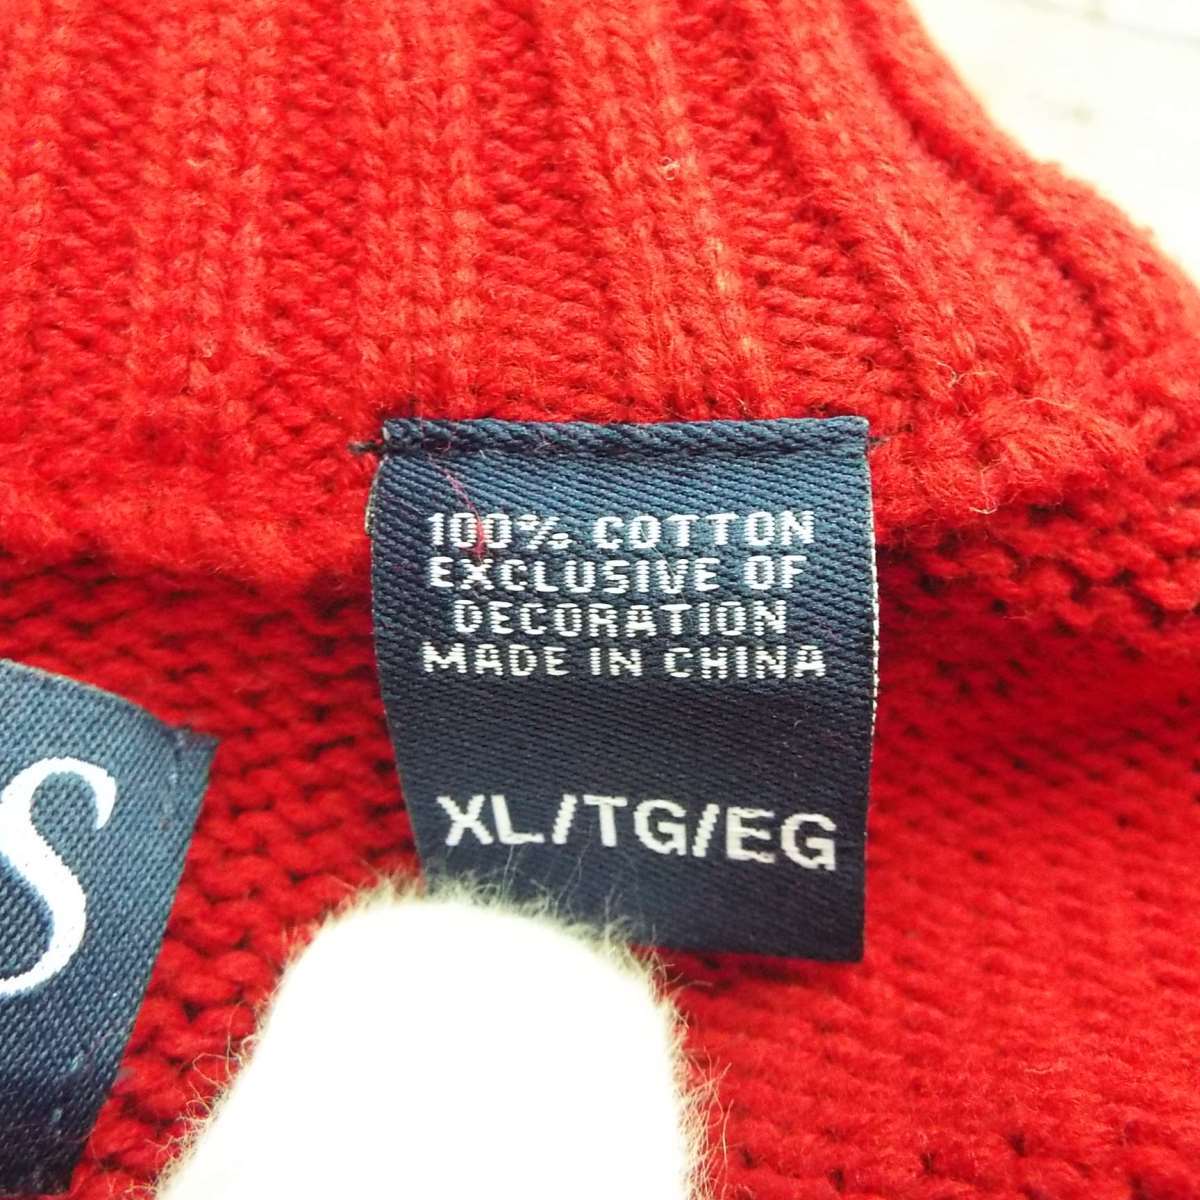 100% COTTON
EXCLUSIVE OF
DECORATION
MADE IN CHINA
XL/TG/EG
S